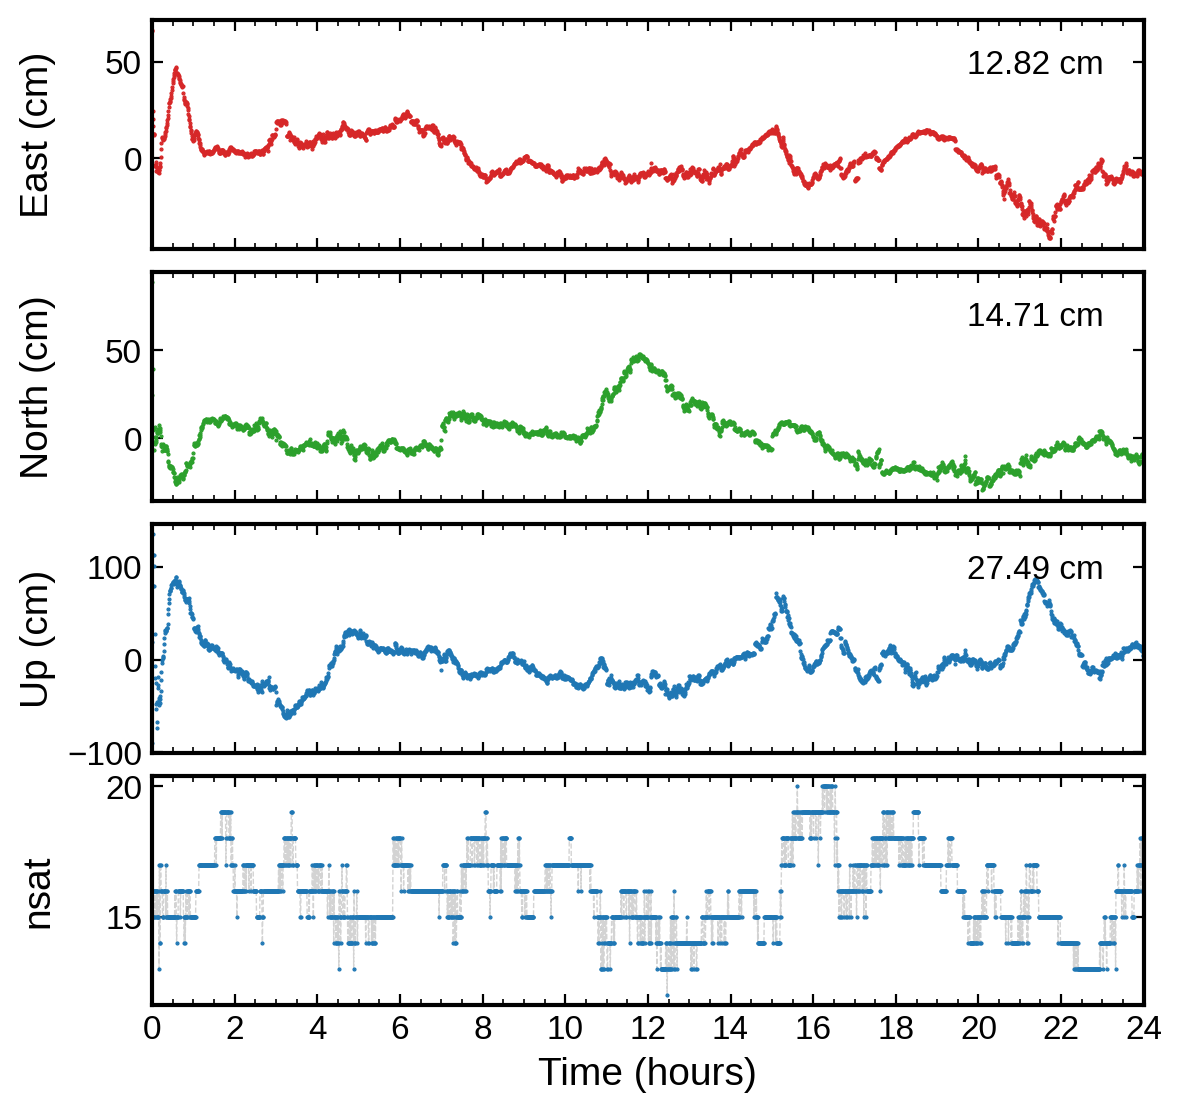 East (cm)
50
0
12.82 cm
North (cm)
50
0
14.71 cm
Up (cm)
100
0
−100
27.49 cm
nsat
20
15
0 2 4 6 8 10 12 14 16 18 20 22 24
Time (hours)